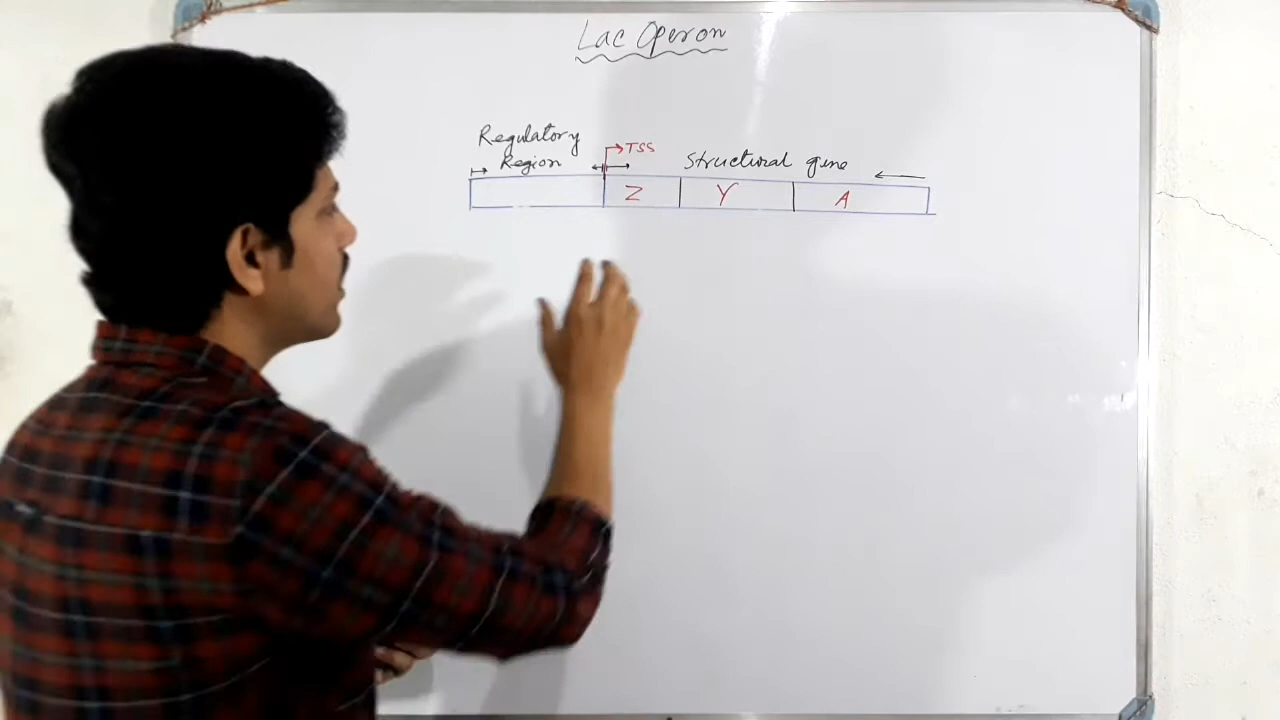 Lac Operon
Regulatory
Region
TSS
Structural gene
Z Y A